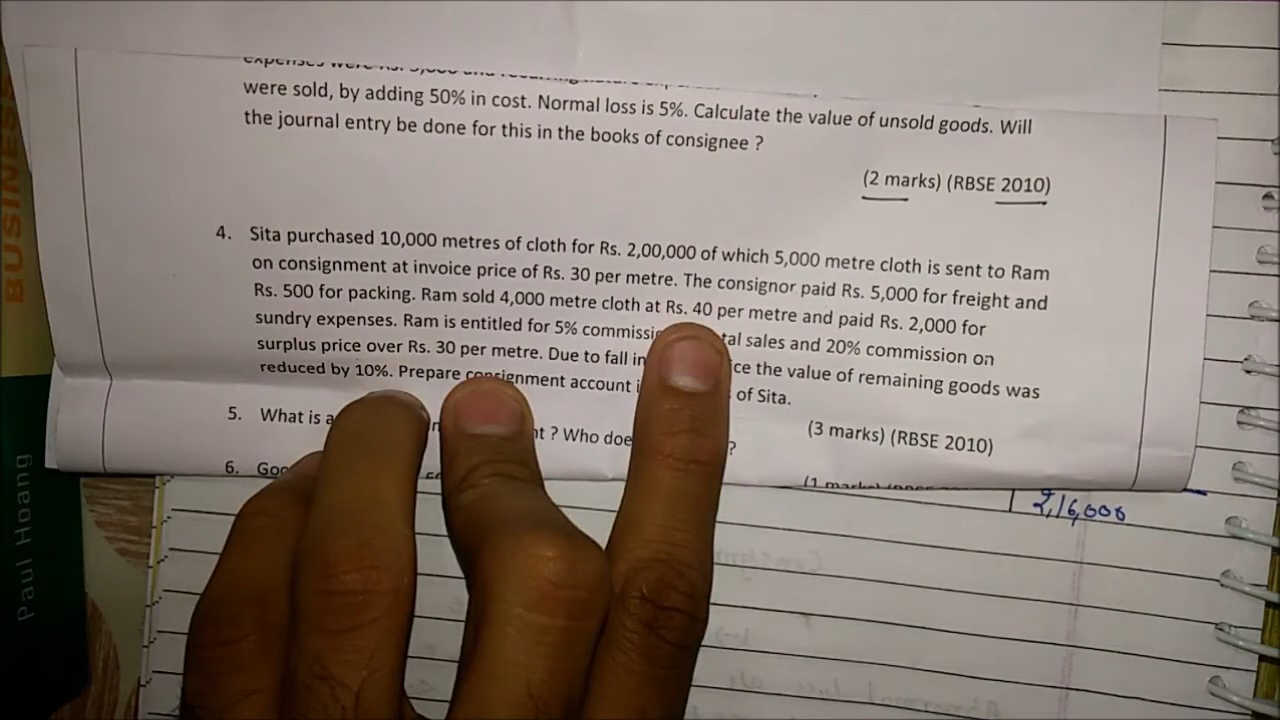 BUSINESS
Paul Hoang
were sold, by adding 50% in cost. Normal loss is 5%. Calculate the value of unsold goods. Will
the journal entry be done for this in the books of consignee ?
(2 marks) (RBSE 2010)
4. Sita purchased 10,000 metres of cloth for Rs. 2,00,000 of which 5,000 metre cloth is sent to Ram
on consignment at invoice price of Rs. 30 per metre. The consignor paid Rs. 5,000 for freight and
Rs. 500 for packing. Ram sold 4,000 metre cloth at Rs. 40 per metre and paid Rs. 2,000 for
sundry expenses. Ram is entitled for 5% sales and 20% commission on
surplus price over Rs. 30 per metre. Due to fall in the value of remaining goods was
reduced by 10%. Prepare consignment account of Sita.
(3 marks) (RBSE 2010)
5. What is a ? Who ?
6.
2,16,000